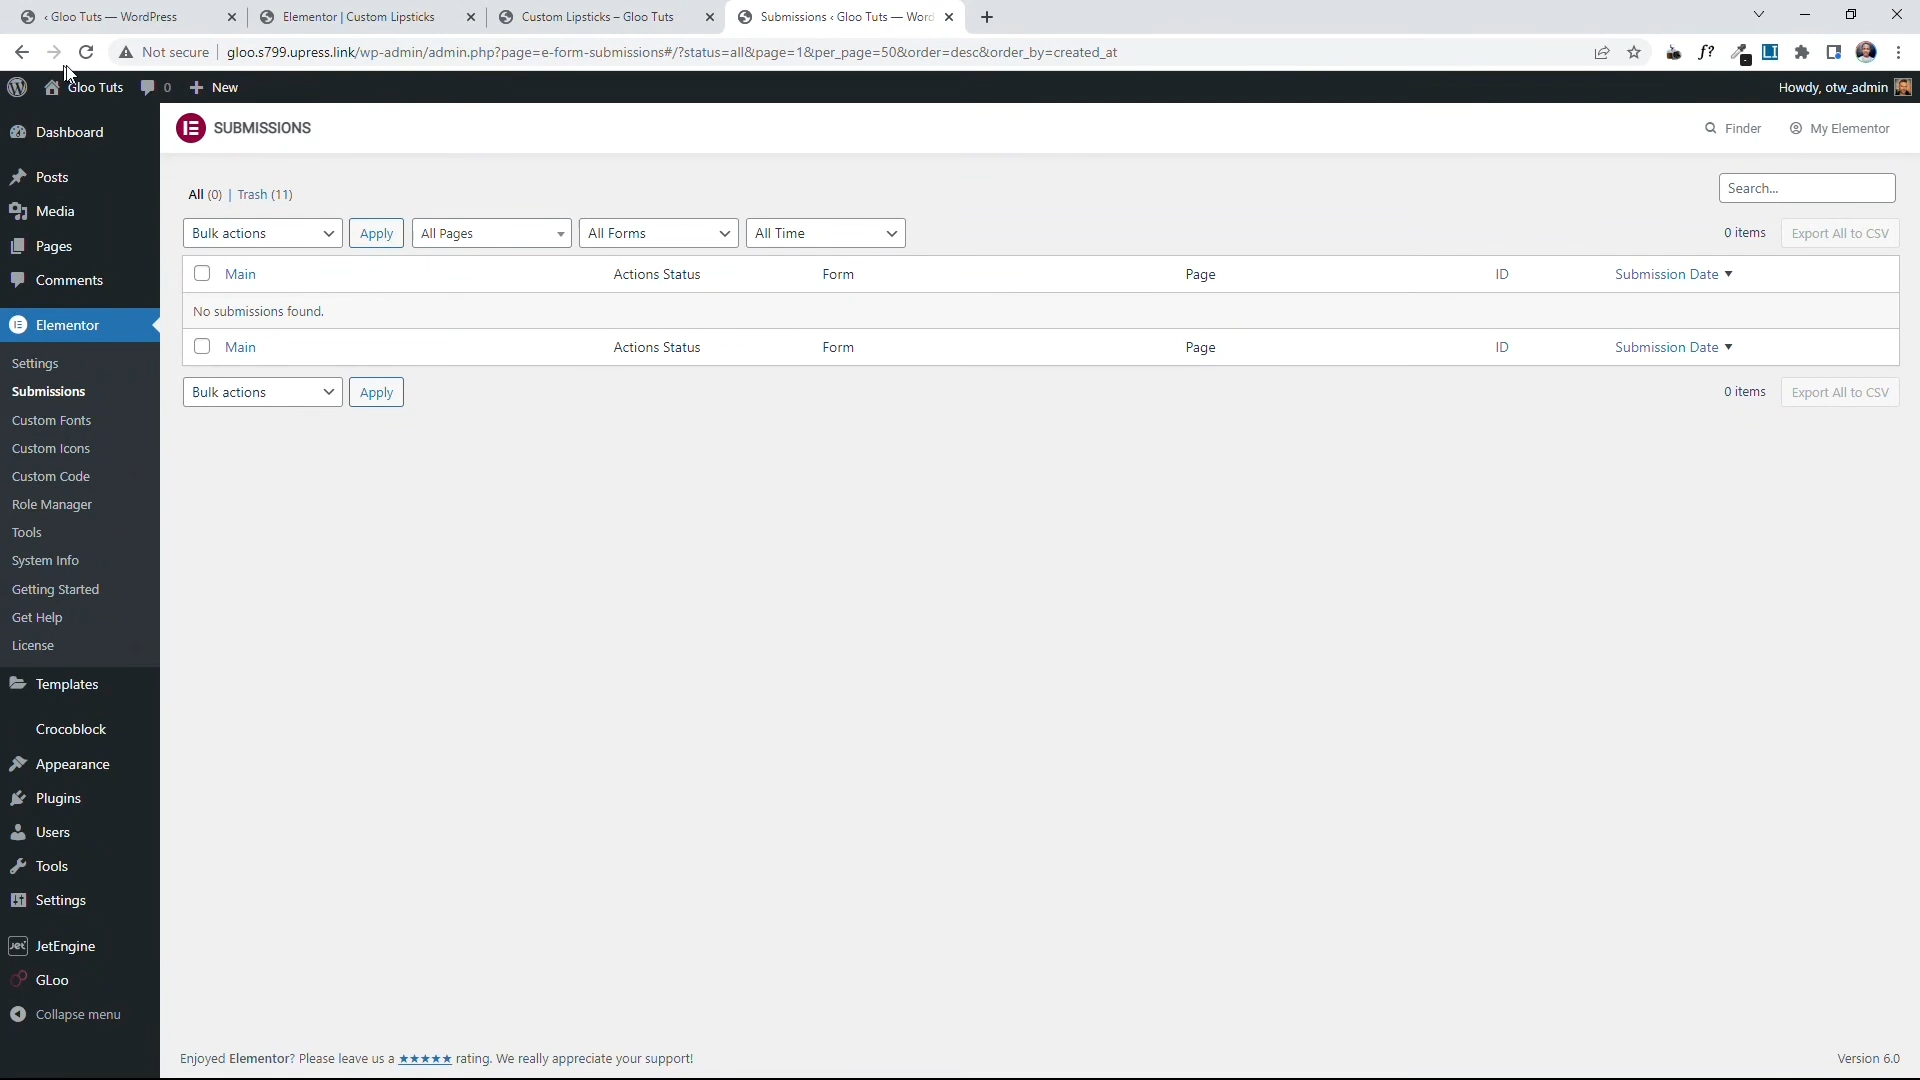 ‹ Gloo Tuts — WordPress
Elementor | Custom Lipsticks
Custom Lipsticks – Gloo Tuts
Submissions ‹ Gloo Tuts — Word
Not secure
gloo.s799.upress.link/wp-admin/admin.php?page=e-form-submissions#/?status=all&page=1&per_page=50&order=desc&order_by=created_at
f?
LI
Gloo Tuts
0
New
Howdy, otw_admin
Dashboard
Posts
Media
Pages
Comments
Elementor
Settings
Submissions
Custom Fonts
Custom Icons
Custom Code
Role Manager
Tools
System Info
Getting Started
Get Help
License
Templates
Crocoblock
Appearance
Plugins
Users
Tools
Settings
Jet JetEngine
GLoo
Collapse menu
SUBMISSIONS
Finder
My Elementor
All (0) | Trash (11)
Search...
Bulk actions Apply All Pages All Forms All Time 0 items Export All to CSV
Main Actions Status Form Page ID Submission Date
No submissions found.
Main Actions Status Form Page ID Submission Date
Bulk actions Apply 0 items Export All to CSV
Enjoyed Elementor? Please leave us a ★★★★★ rating. We really appreciate your support!
Version 6.0